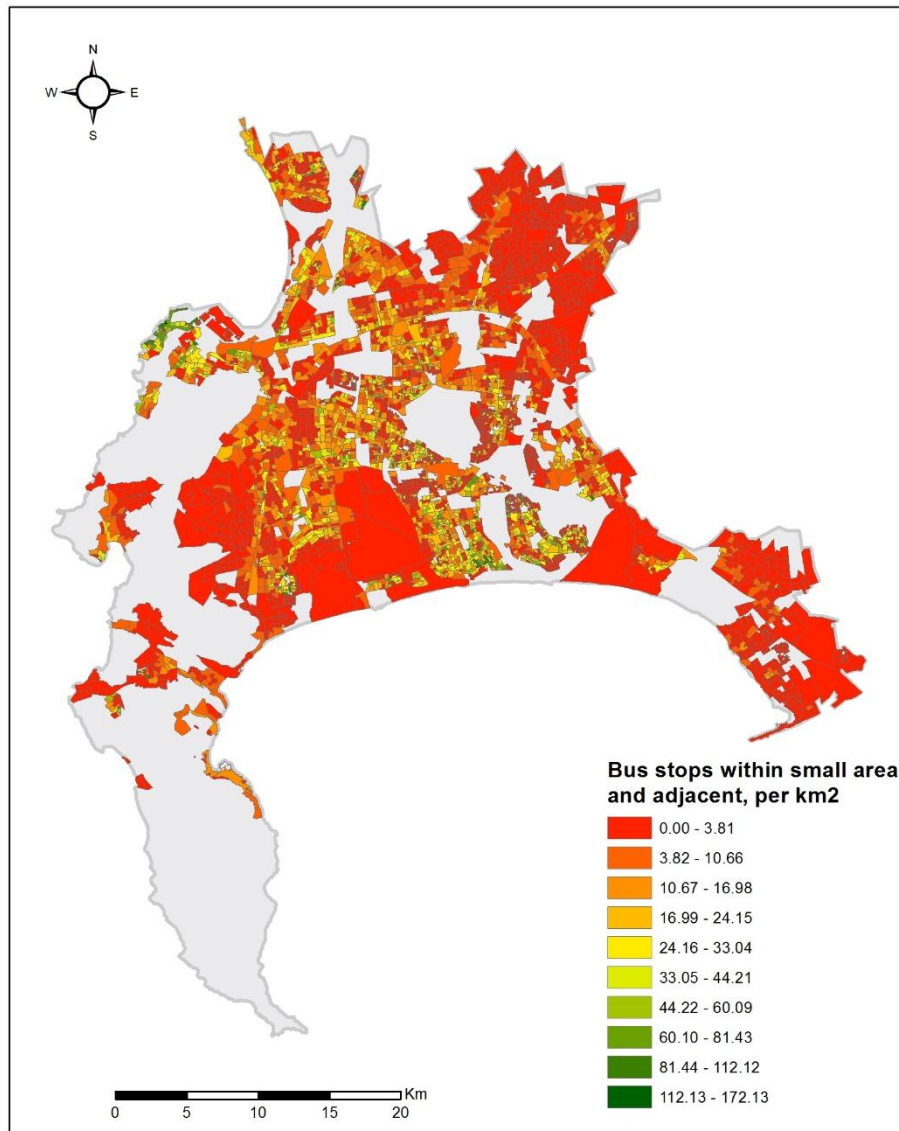 N
W E
S
Bus stops within small area
and adjacent, per km2
0.00 - 3.81
3.82 - 10.66
10.67 - 16.98
16.99 - 24.15
24.16 - 33.04
33.05 - 44.21
44.22 - 60.09
60.10 - 81.43
81.44 - 112.12
112.13 - 172.13
Km
0 5 10 15 20